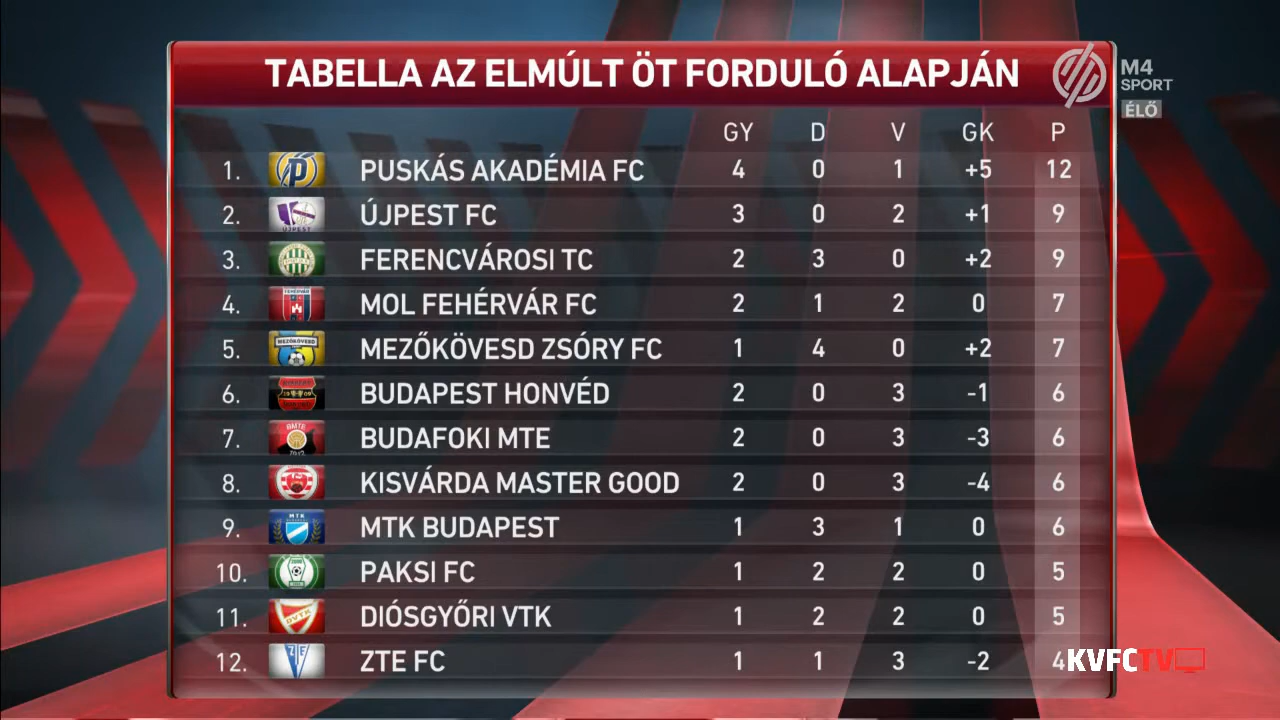 TABELLA AZ ELMÚLT ÖT FORDULÓ ALAPJÁN
M4
SPORT
ÉLŐ
GY D V GK P
1. PUSKÁS AKADÉMIA FC 4 0 1 +5 12
2. ÚJPEST FC 3 0 2 +1 9
3. FERENCVÁROSI TC 2 3 0 +2 9
4. MOL FEHÉRVÁR FC 2 1 2 0 7
5. MEZŐKÖVESD ZSÓRY FC 1 4 0 +2 7
6. BUDAPEST HONVÉD 2 0 3 -1 6
7. BUDAFOKI MTE 2 0 3 -3 6
8. KISVÁRDA MASTER GOOD 2 0 3 -4 6
9. MTK BUDAPEST 1 3 1 0 6
10. PAKSI FC 1 2 2 0 5
11. DIÓSGYŐRI VTK 1 2 2 0 5
12. ZTE FC 1 1 3 -2 4
KVFCTV